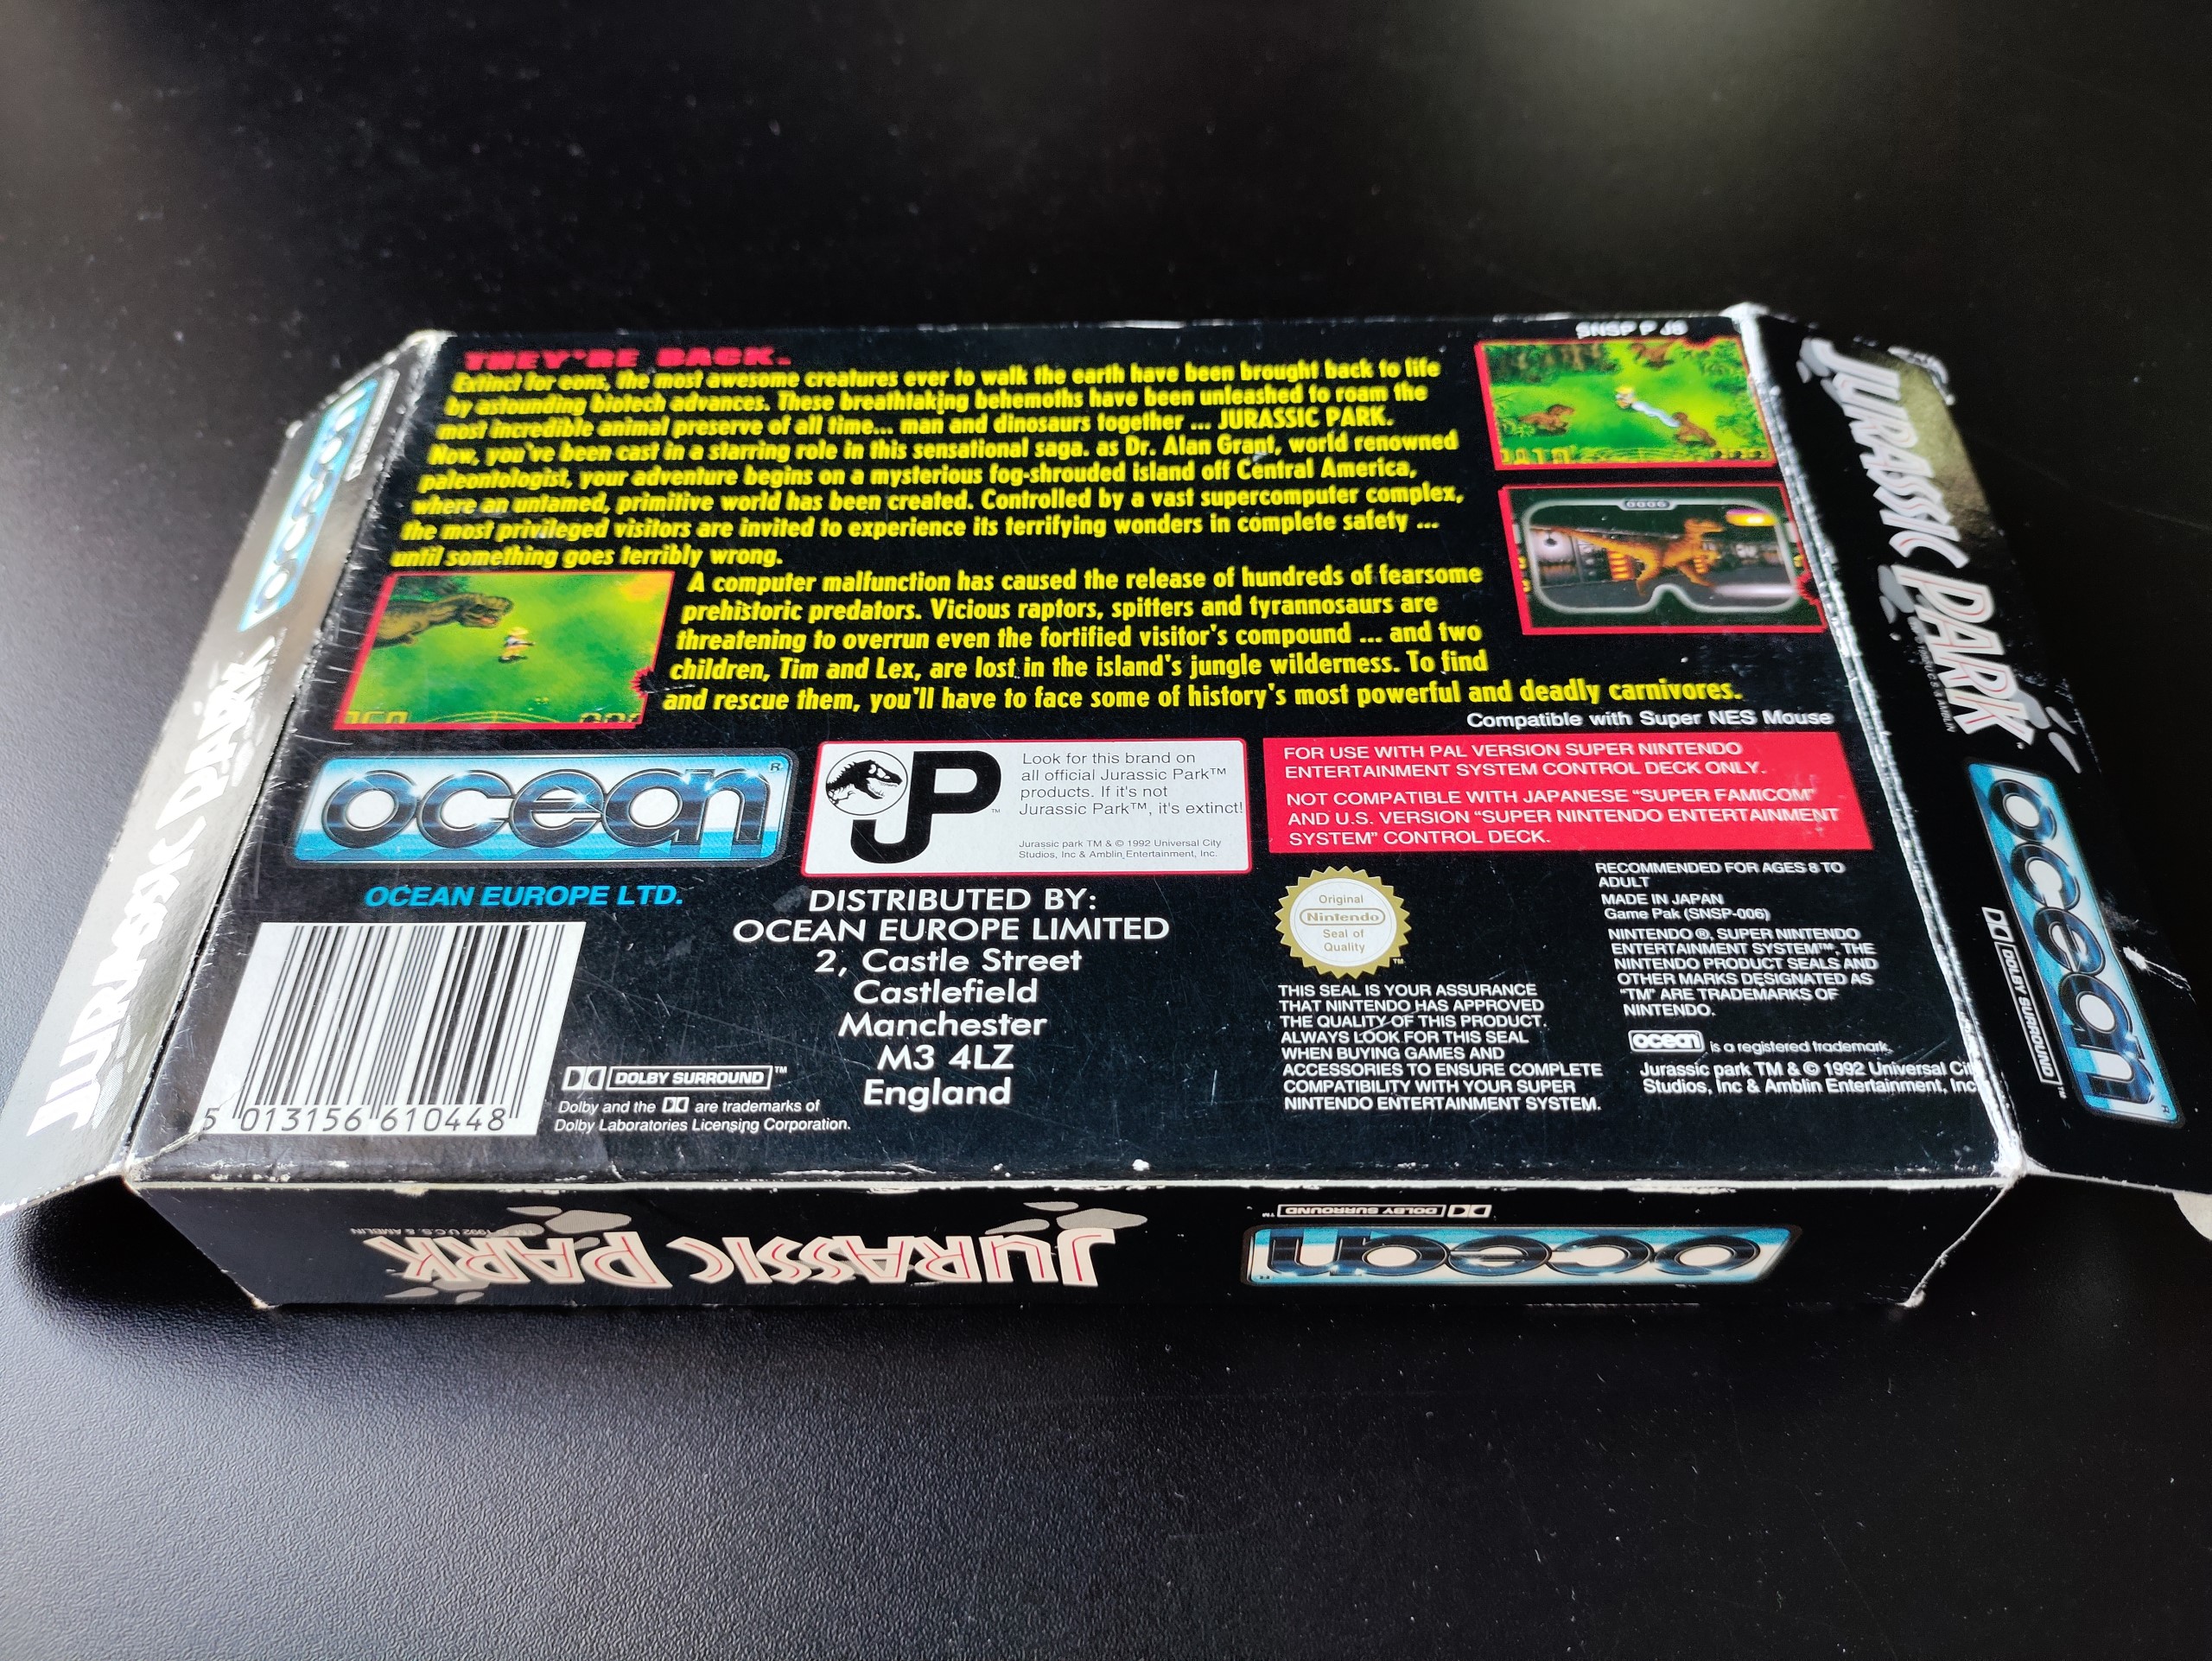 SNSP P J6
THEY'RE BACK.
Extinct for eons, the most awesome creatures ever to walk the earth have been brought back to life
by astounding biotech advances. These breathtaking behemoths have been unleashed to roam the
most incredible animal preserve of all time... man and dinosaurs together ... JURASSIC PARK.
Now, you've been cast in a starring role in this sensational saga. as Dr. Alan Grant, world renowned
paleontologist, your adventure begins on a mysterious fog-shrouded island off Central America,
where an untamed, primitive world has been created. Controlled by a vast supercomputer complex,
the most privileged visitors are invited to experience its terrifying wonders in complete safety ...
until something goes terribly wrong.
A computer malfunction has caused the release of hundreds of fearsome
prehistoric predators. Vicious raptors, spitters and tyrannosaurs are
threatening to overrun even the fortified visitor's compound ... and two
children, Tim and Lex, are lost in the island's jungle wilderness. To find
and rescue them, you'll have to face some of history's most powerful and deadly carnivores.
Compatible with Super NES Mouse
ocean®
OCEAN EUROPE LTD.
JP™
Look for this brand on
all official Jurassic Park™
products. If it's not
Jurassic Park™, it's extinct!
Jurassic park TM & © 1992 Universal City
Studios, Inc & Amblin Entertainment, Inc.
FOR USE WITH PAL VERSION SUPER NINTENDO
ENTERTAINMENT SYSTEM CONTROL DECK ONLY.
NOT COMPATIBLE WITH JAPANESE "SUPER FAMICOM"
AND U.S. VERSION "SUPER NINTENDO ENTERTAINMENT
SYSTEM" CONTROL DECK.
5 013156 610448
DOLBY SURROUND™
Dolby and the DD are trademarks of
Dolby Laboratories Licensing Corporation.
DISTRIBUTED BY:
OCEAN EUROPE LIMITED
2, Castle Street
Castlefield
Manchester
M3 4LZ
England
Original
Nintendo
Seal of
Quality
™
THIS SEAL IS YOUR ASSURANCE
THAT NINTENDO HAS APPROVED
THE QUALITY OF THIS PRODUCT.
ALWAYS LOOK FOR THIS SEAL
WHEN BUYING GAMES AND
ACCESSORIES TO ENSURE COMPLETE
COMPATIBILITY WITH YOUR SUPER
NINTENDO ENTERTAINMENT SYSTEM.
RECOMMENDED FOR AGES 8 TO
ADULT
MADE IN JAPAN
Game Pak (SNSP-006)
NINTENDO ®, SUPER NINTENDO
ENTERTAINMENT SYSTEM™, THE
NINTENDO PRODUCT SEALS AND
OTHER MARKS DESIGNATED AS
"TM" ARE TRADEMARKS OF
NINTENDO.
ocean is a registered trademark
Jurassic park TM & © 1992 Universal City
Studios, Inc & Amblin Entertainment, Inc
JURASSIC PARK
ocean
JURASSIC PARK
ocean®
DOLBY SURROUND™
JURASSIC PARK
TM © 1992 U.C.S. & AMBLIN
ocean
DOLBY SURROUND™